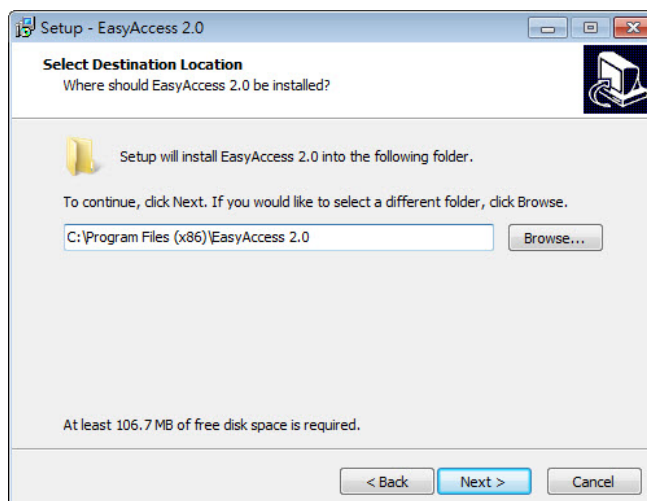 Setup - EasyAccess 2.0
Select Destination Location
Where should EasyAccess 2.0 be installed?
Setup will install EasyAccess 2.0 into the following folder.
To continue, click Next. If you would like to select a different folder, click Browse.
C:\Program Files (x86)\EasyAccess 2.0
Browse...
At least 106.7 MB of free disk space is required.
< Back
Next >
Cancel